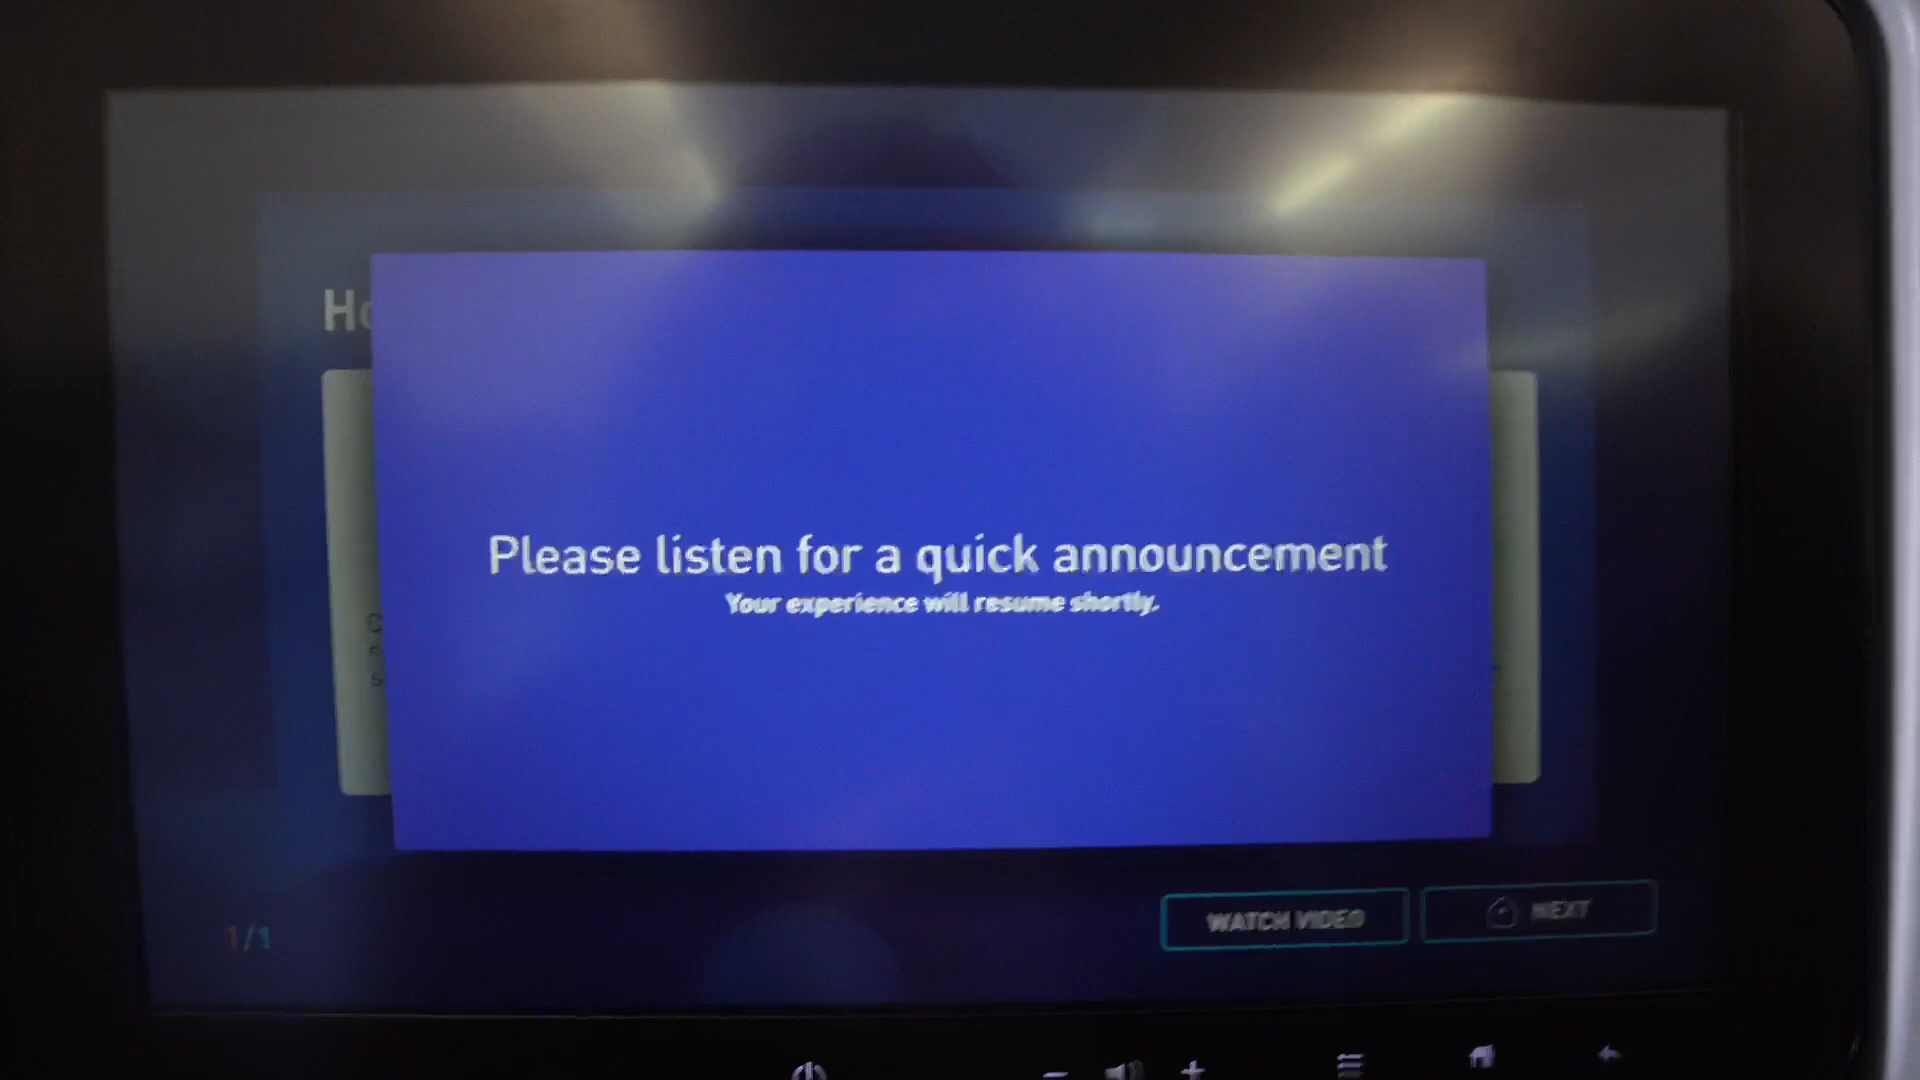 Please listen for a quick announcement
Your experience will resume shortly.
1/1
WATCH VIDEO
NEXT